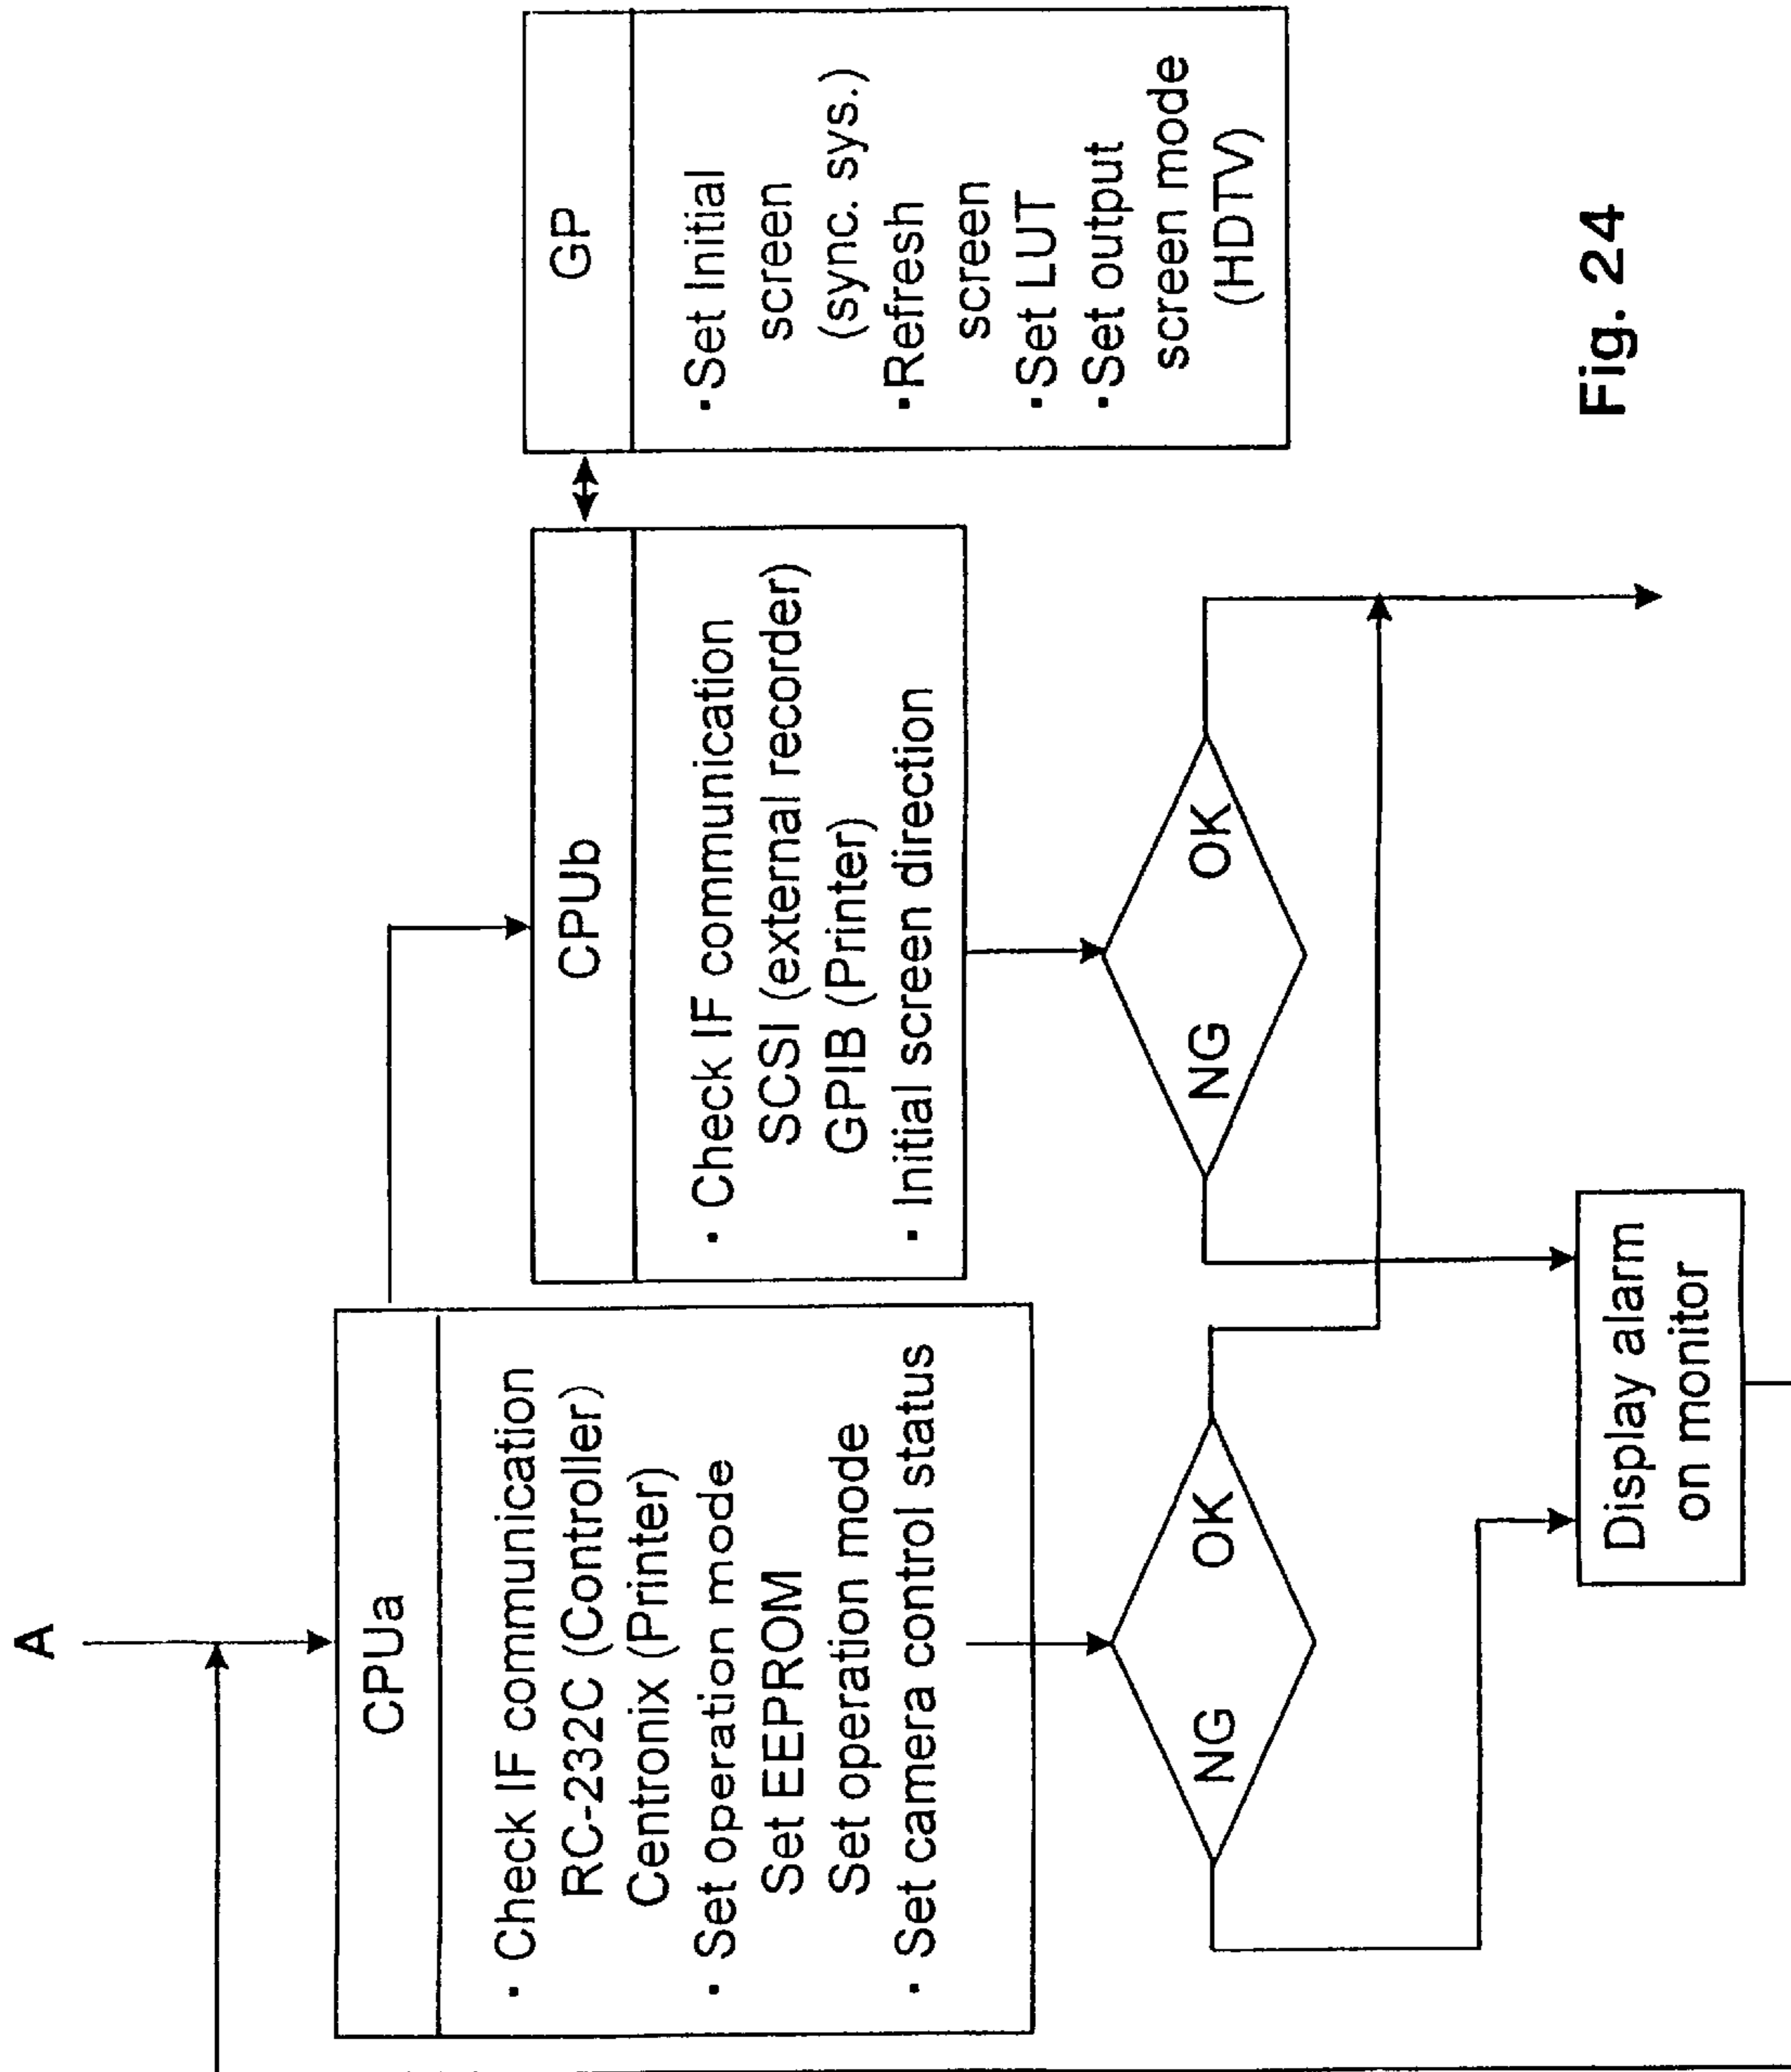 A
CPUa
· Check IF communication
RC-232C (Controller)
Centronix (Printer)
· Set operation mode
Set EEPROM
Set operation mode
· Set camera control status
NG
OK
CPUb
· Check IF communication
SCSI (external recorder)
GPIB (Printer)
· Initial screen direction
NG
OK
GP
·Set Initial
screen
(sync. sys.)
·Refresh
screen
·Set LUT
·Set output
screen mode
(HDTV)
Display alarm
on monitor
Fig. 24